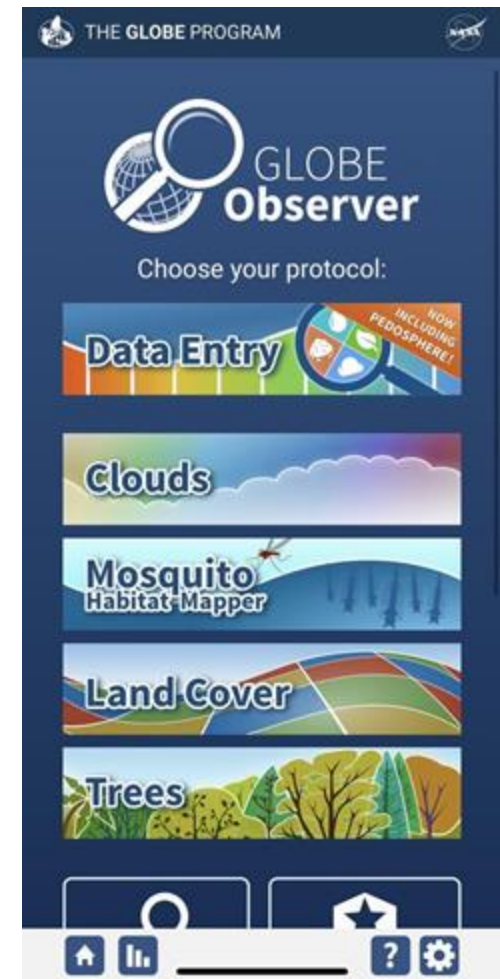 THE GLOBE PROGRAM
NASA
GLOBE
Observer
Choose your protocol:
Data Entry
NOW
INCLUDING
PEDOSPHERE!
Clouds
Mosquito
Habitat Mapper
Land Cover
Trees
?